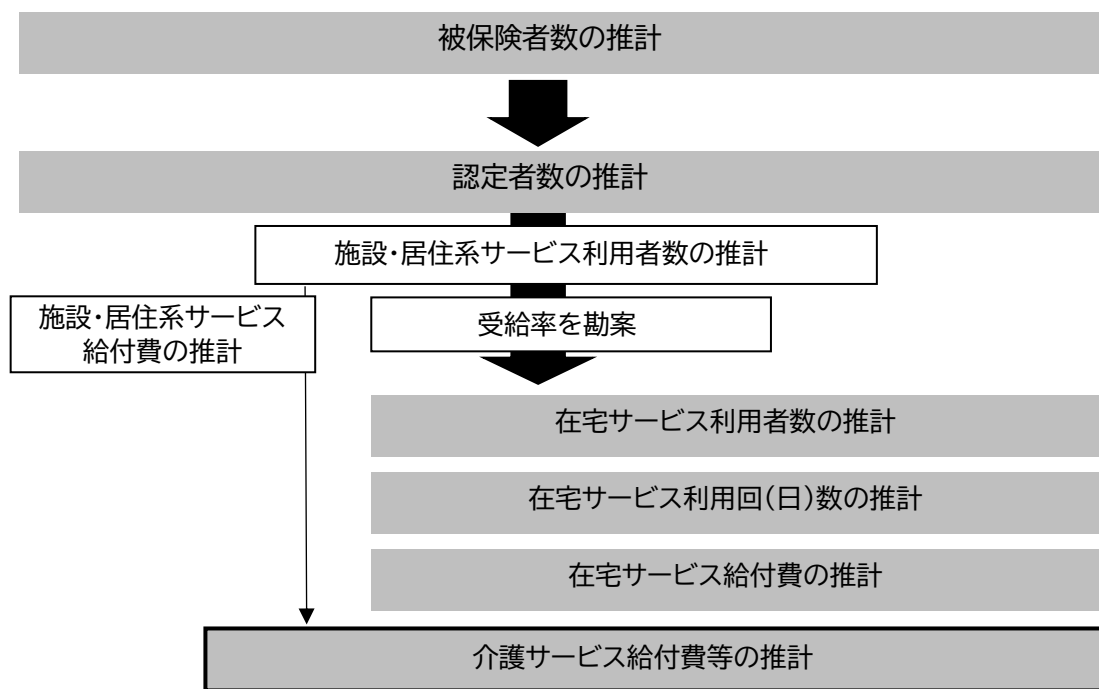 被保険者数の推計
認定者数の推計
施設・居住系サービス利用者数の推計
施設・居住系サービス
給付費の推計
受給率を勘案
在宅サービス利用者数の推計
在宅サービス利用回(日)数の推計
在宅サービス給付費の推計
介護サービス給付費等の推計